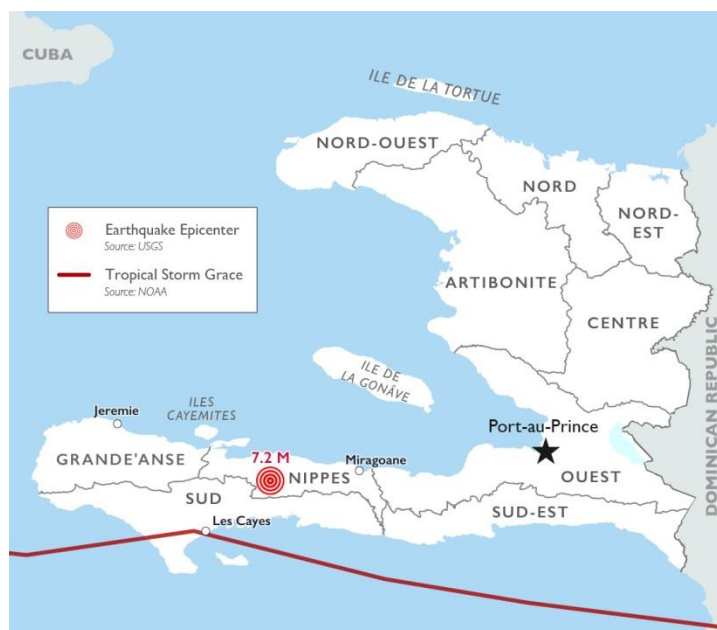 CUBA
ILE DE LA TORTUE
NORD-OUEST
NORD
NORD-
EST
Earthquake Epicenter
Source: USGS
Tropical Storm Grace
Source: NOAA
ARTIBONITE
CENTRE
DOMINICAN REPUBLIC
ILE DE
LA GONÂVE
ILES
CAYEMITES
Jeremie
Port-au-Prince
7.2 M
Miragoane
GRANDE'ANSE
NIPPES
OUEST
SUD
SUD-EST
Les Cayes